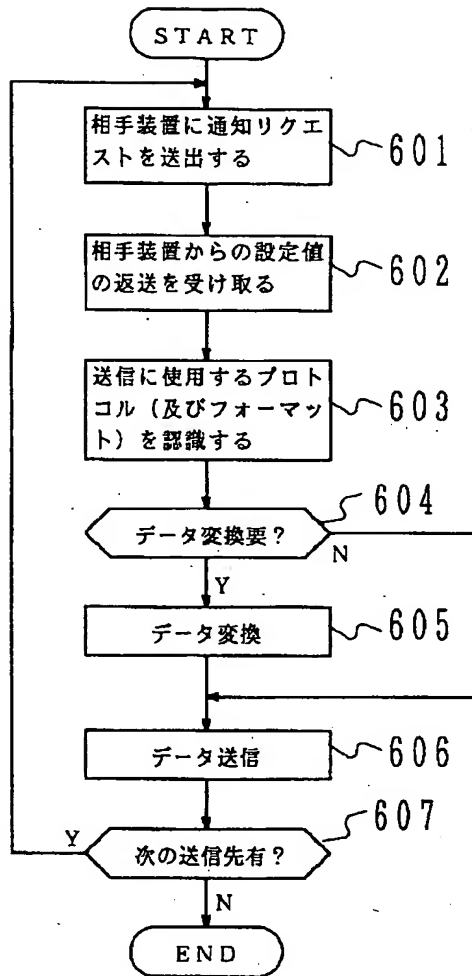 START
相手装置に通知リクエ
ストを送出する
601
相手装置からの設定値
の返送を受け取る
602
送信に使用するプロト
コル（及びフォーマッ
ト）を認識する
603
604
データ変換要？
N
Y
データ変換
605
データ送信
606
607
Y
次の送信先有？
N
END